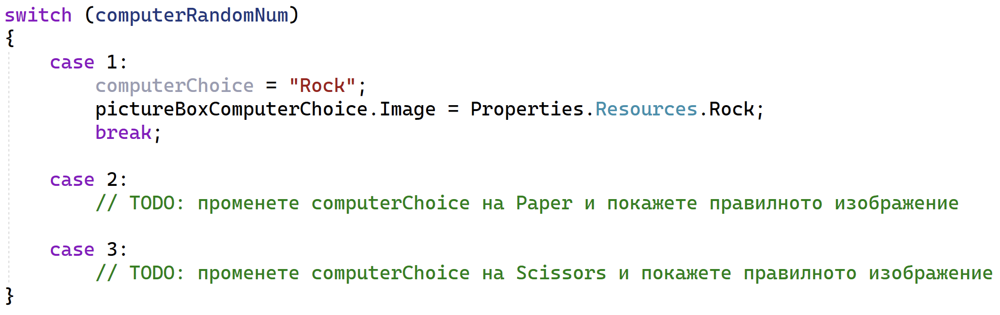 switch (computerRandomNum)
{
case 1:
computerChoice = "Rock";
pictureBoxComputerChoice.Image = Properties.Resources.Rock;
break;
case 2:
// TODO: променете computerChoice на Paper и покажете правилното изображение
case 3:
// TODO: променете computerChoice на Scissors и покажете правилното изображение
}